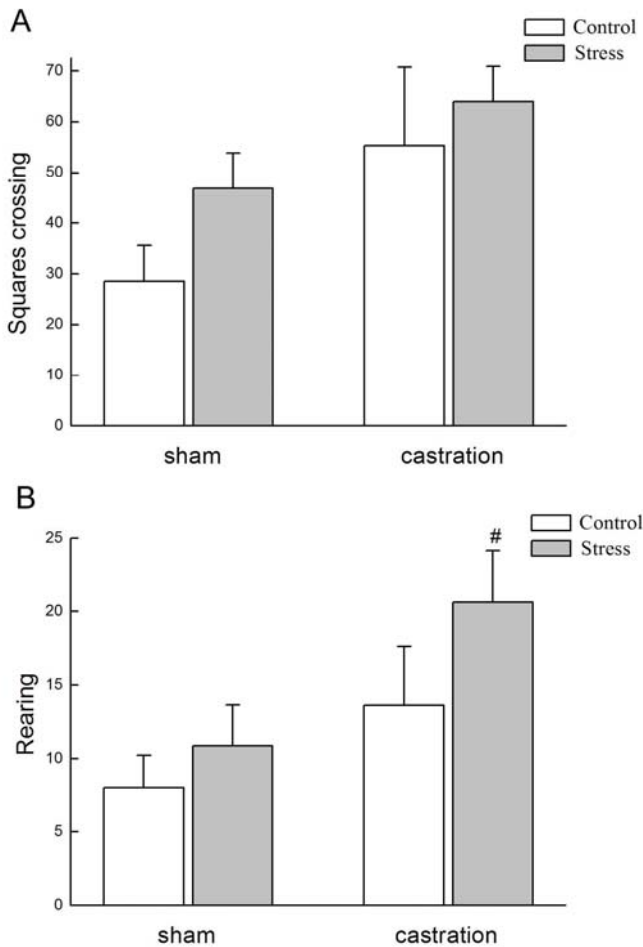 A
Control
Stress
70
60
50
40
30
20
10
0
Squares crossing
sham castration
B
Control
Stress
#
25
20
15
10
5
0
Rearing
sham castration